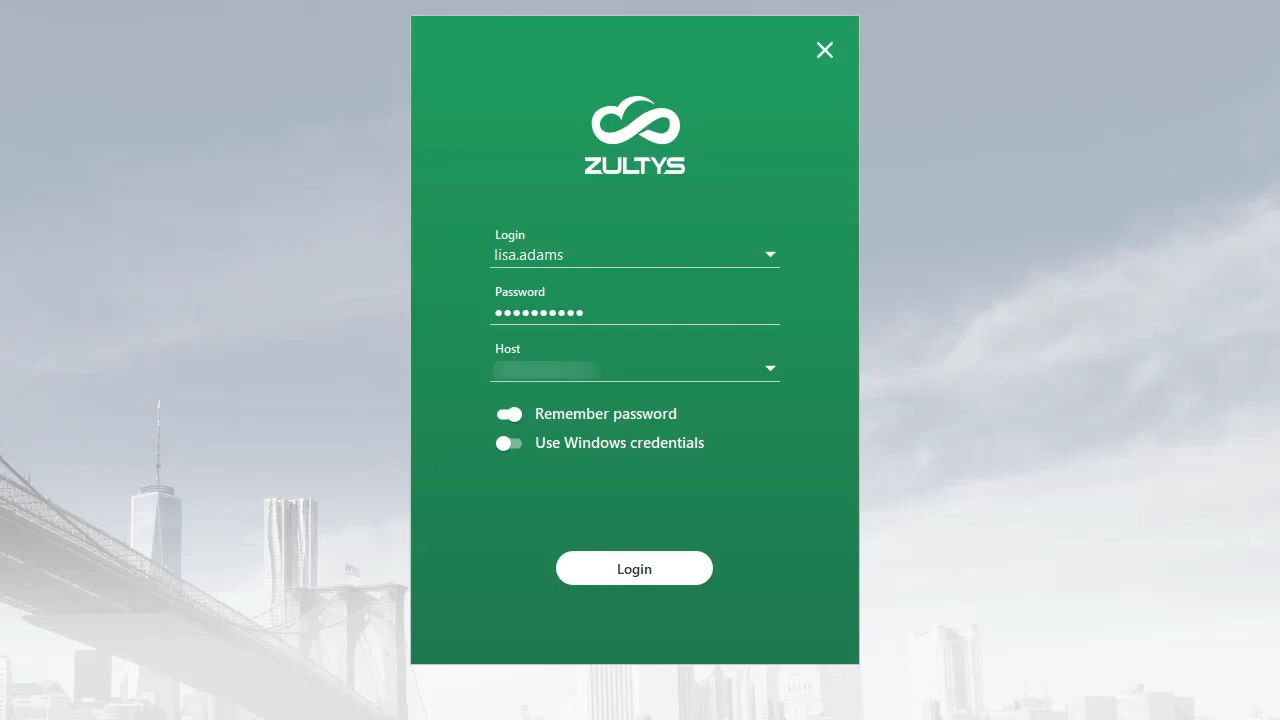 ZULTYS
Login
lisa.adams
Password
Host
Remember password
Use Windows credentials
Login